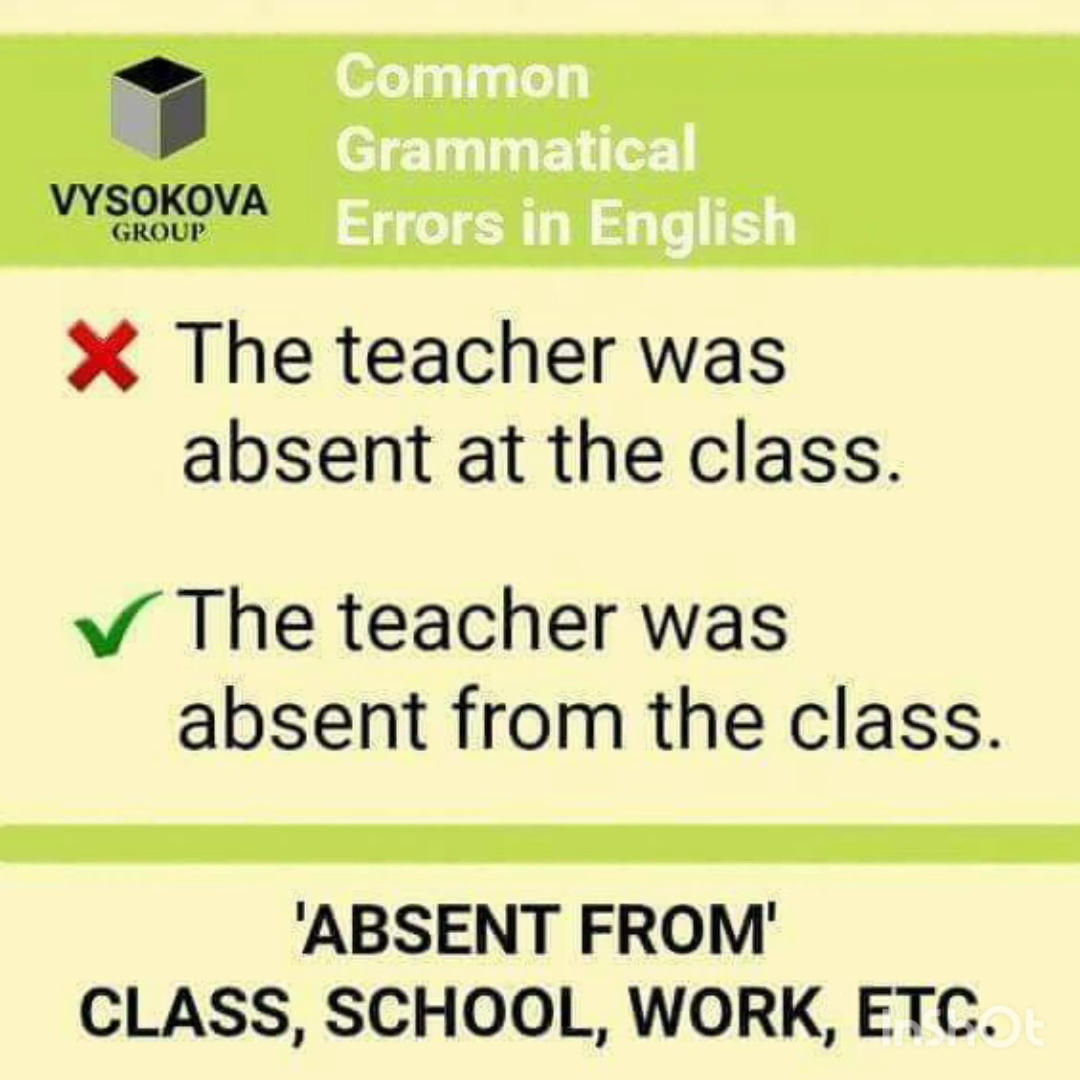 VYSOKOVA
GROUP
Common
Grammatical
Errors in English
The teacher was
absent at the class.
The teacher was
absent from the class.
'ABSENT FROM'
CLASS, SCHOOL, WORK, ETC.
InShOt